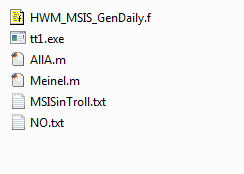 HWM_MSIS_GenDaily.f
tt1.exe
AllA.m
Meinel.m
MSISinTroll.txt
NO.txt